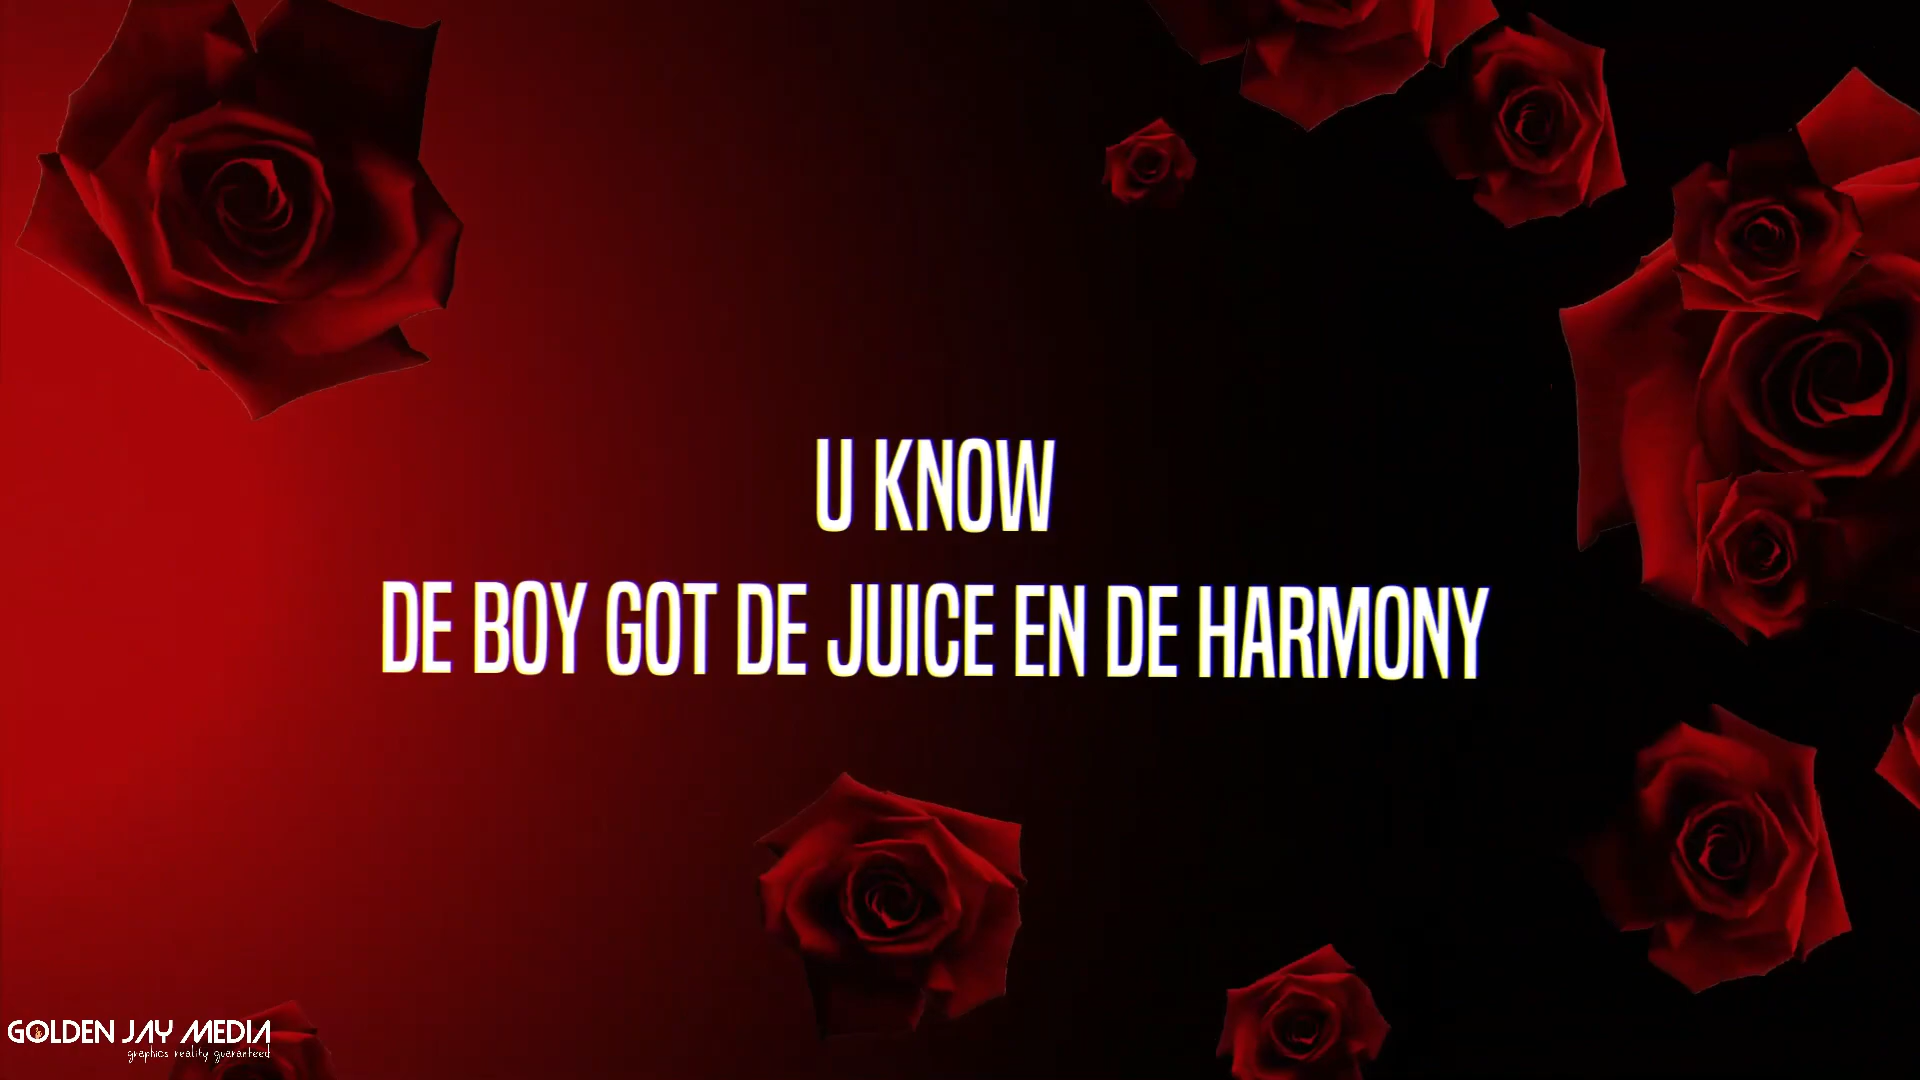 U KNOW
DE BOY GOT DE JUICE EN DE HARMONY
GOLDEN JAY MEDIA
graphics reality guaranteed